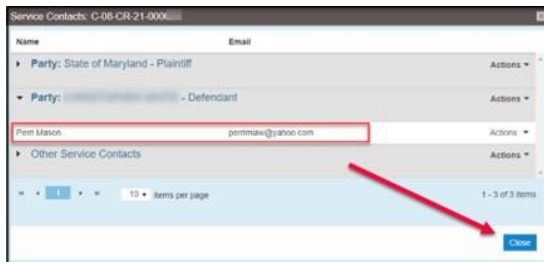 Service Contacts: C-08-CR-21-000
Name Email
Party: State of Maryland - Plaintiff Actions
Party: - Defendant Actions
Perri Mason perrimlaw@yahoo.com Actions
Other Service Contacts Actions
1 10 items per page 1 - 3 of 3 items
Close